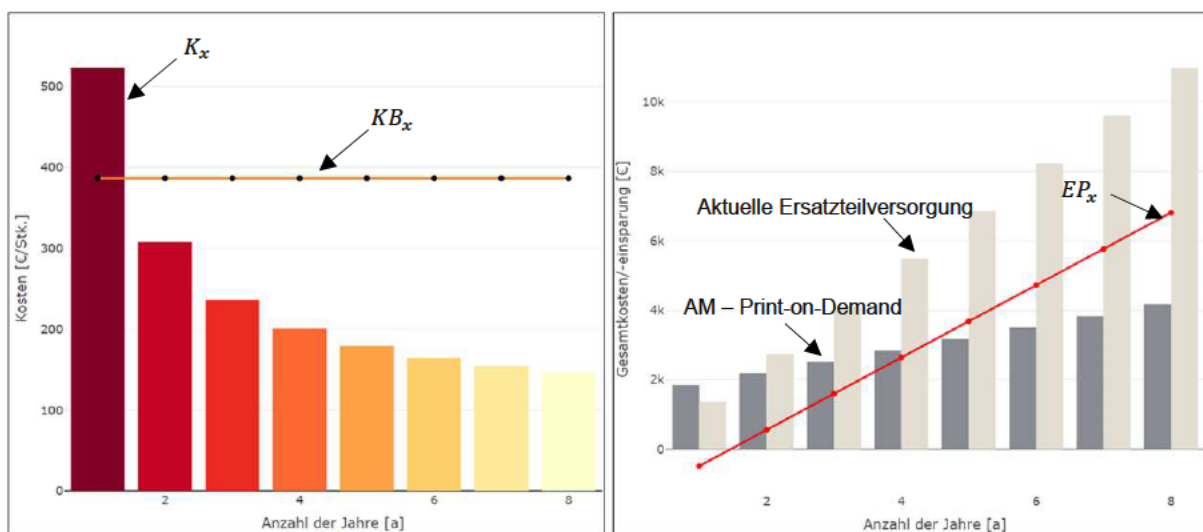 K_x
KB_x
500
400
300
200
100
0
Kosten [€/Stk.]
2
4
6
8
Anzahl der Jahre [a]
10k
8k
6k
4k
2k
0
Gesamtkosten/-einsparung [€]
Aktuelle Ersatzteilversorgung
EP_x
AM – Print-on-Demand
2
4
6
8
Anzahl der Jahre [a]